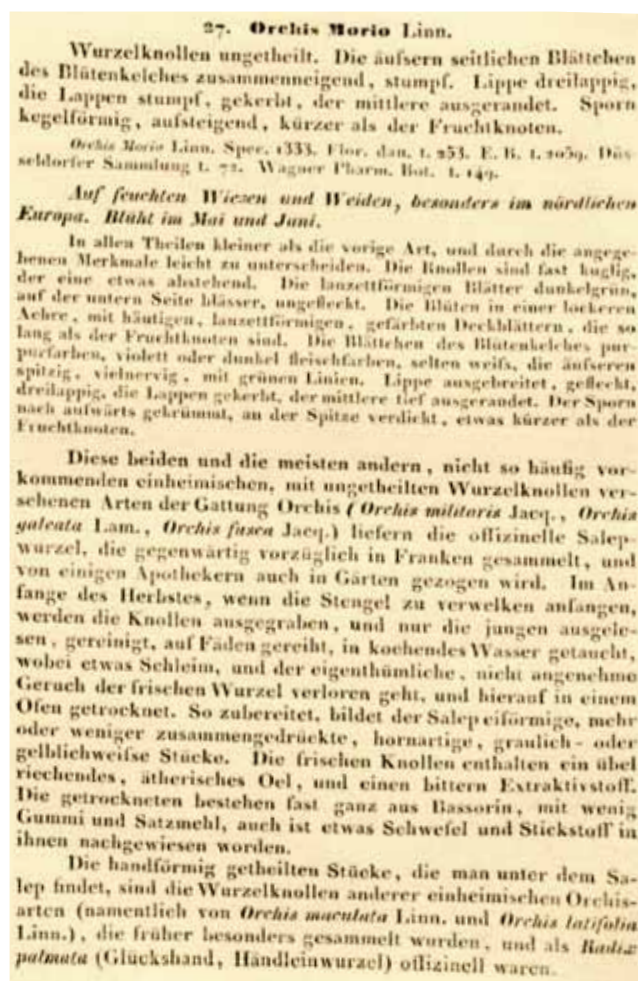 27. Orchis Morio Linn.
Wurzelknollen ungetheilt. Die äufsern seitlichen Blättchen
des Blütenkelches zusammenneigend, stumpf. Lippe dreilappig,
die Lappen stumpf, gekerbt, der mittlere ausgerandet. Sporn
kegelförmig, aufsteigend, kürzer als der Fruchtknoten.
Orchis Morio Linn. Spec. 1333. Flor. dan. t. 253. E. B. t. 2059. Düs-
seldorfer Sammlung t. 72. Wagner Pharm. Bot. t. 149.
Auf feuchten Wiesen und Weiden, besonders im nördlichen
Europa. Blüht im Mai und Juni.
In allen Theilen kleiner als die vorige Art, und durch die angege-
benen Merkmale leicht zu unterscheiden. Die Knollen sind fast kuglig,
der eine etwas abstehend. Die lanzettförmigen Blätter dunkelgrün,
auf der untern Seite blässer, ungefleckt. Die Blüten in einer lockeren
Aehre, mit häutigen, lanzettförmigen, gefärbten Deckblättern, die so
lang als der Fruchtknoten sind. Die Blättchen des Blütenkelches pur-
purfarben, violett oder dunkel fleischfarben, selten weifs, die äufseren
spitzig, vielnervig, mit grünen Linien. Lippe ausgebreitet, gefleckt,
dreilappig, die Lappen gekerbt, der mittlere tief ausgerandet. Der Sporn
nach aufwärts gekrümmt, an der Spitze verdickt, etwas kürzer als der
Fruchtknoten.
Diese beiden und die meisten andern, nicht so häufig vor-
kommenden einheimischen, mit ungetheilten Wurzelknollen ver-
sehenen Arten der Gattung Orchis (Orchis militaris Jacq., Orchis
galeata Lam., Orchis fusca Jacq.) liefern die offizinelle Salep-
wurzel, die gegenwärtig vorzüglich in Franken gesammelt, und
von einigen Apothekern auch in Gärten gezogen wird. Im An-
fange des Herbstes, wenn die Stengel zu verwelken anfangen,
werden die Knollen ausgegraben, und nur die jungen ausgele-
sen, gereinigt, auf Fäden gereiht, in kochendes Wasser getaucht,
wobei etwas Schleim, und der eigenthümliche, nicht angenehme
Geruch der frischen Wurzel verloren geht, und hierauf in einem
Ofen getrocknet. So zubereitet, bildet der Salep eiförmige, mehr
oder weniger zusammengedrückte, hornartige, graulich- oder
gelblichweifse Stücke. Die frischen Knollen enthalten ein übel
riechendes, ätherisches Oel, und einen bittern Extraktivstoff.
Die getrockneten bestehen fast ganz aus Bassorin, mit wenig
Gummi und Satzmehl, auch ist etwas Schwefel und Stickstoff in
ihnen nachgewiesen worden.
Die handförmig getheilten Stücke, die man unter dem Sa-
lep findet, sind die Wurzelknollen anderer einheimischen Orchis-
arten (namentlich von Orchis maculata Linn. und Orchis latifolia
Linn.), die früher besonders gesammelt wurden, und als Radix
palmata (Glückshand, Händleinwurzel) offizinell waren.